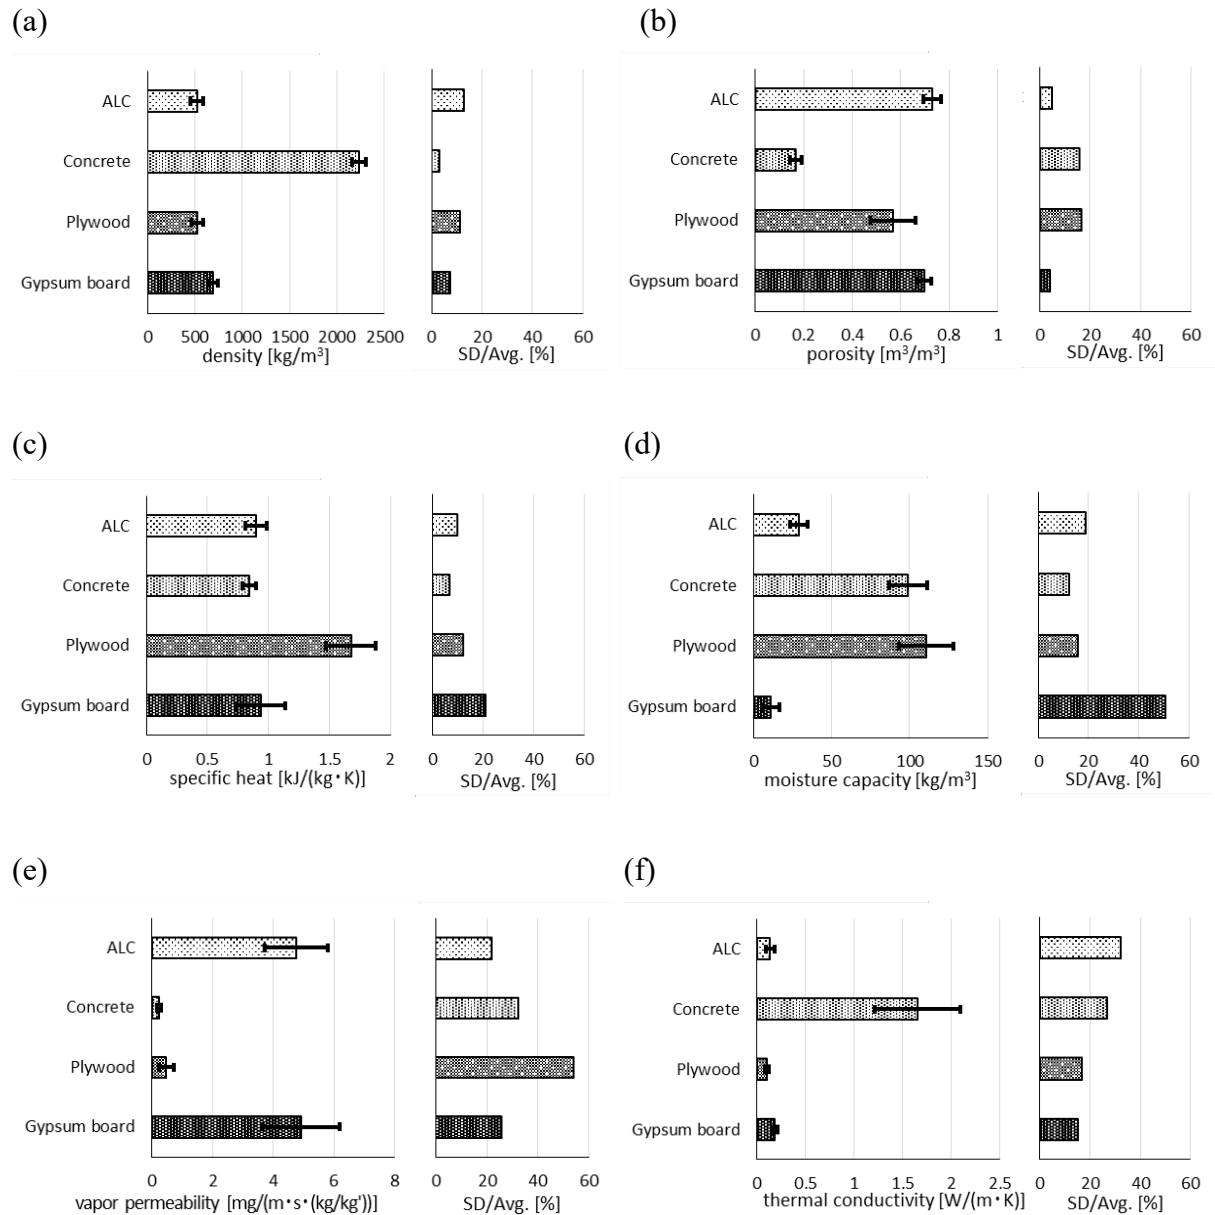 (a)
ALC
Concrete
Plywood
Gypsum board
0 500 1000 1500 2000 2500
density [kg/m³]
0 20 40 60
SD/Avg. [%]
(b)
ALC
Concrete
Plywood
Gypsum board
0 0.2 0.4 0.6 0.8 1
porosity [m³/m³]
0 20 40 60
SD/Avg. [%]
(c)
ALC
Concrete
Plywood
Gypsum board
0 0.5 1 1.5 2
specific heat [kJ/(kg・K)]
0 20 40 60
SD/Avg. [%]
(d)
ALC
Concrete
Plywood
Gypsum board
0 50 100 150
moisture capacity [kg/m³]
0 20 40 60
SD/Avg. [%]
(e)
ALC
Concrete
Plywood
Gypsum board
0 2 4 6 8
vapor permeability [mg/(m・s・(kg/kg'))]
0 20 40 60
SD/Avg. [%]
(f)
ALC
Concrete
Plywood
Gypsum board
0 0.5 1 1.5 2 2.5
thermal conductivity [W/(m・K)]
0 20 40 60
SD/Avg. [%]